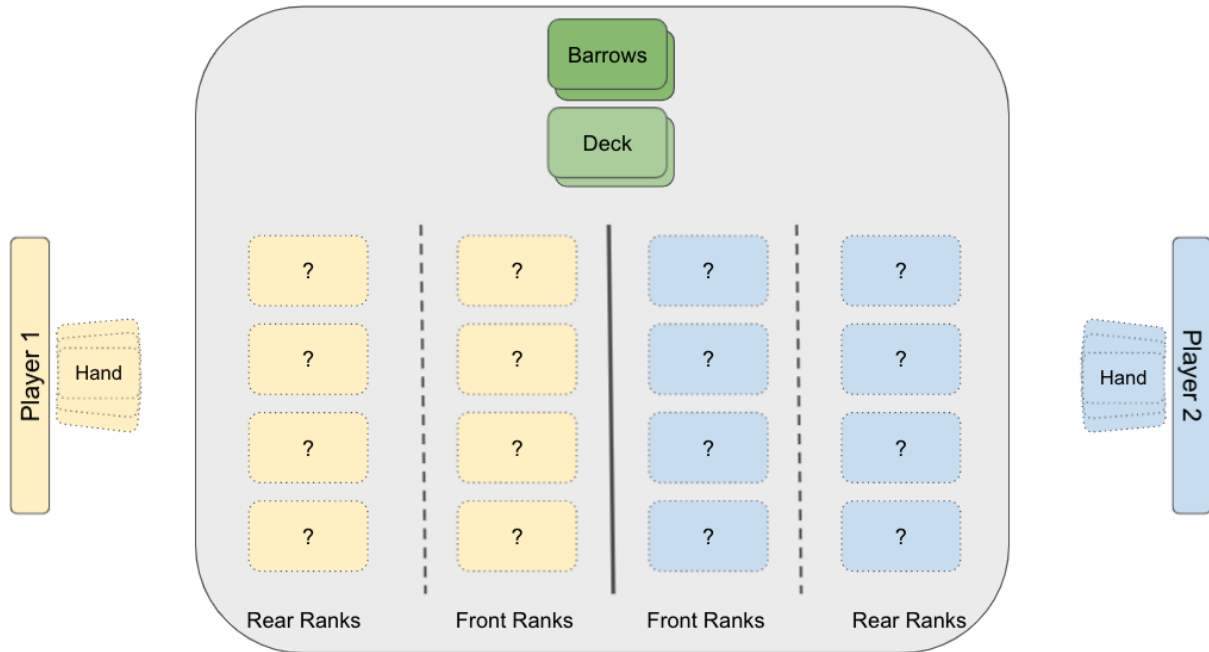 Barrows
Deck
Player 1
Hand
? ? ? ?
? ? ? ?
? ? ? ?
? ? ? ?
Hand
Player 2
Rear Ranks
Front Ranks
Front Ranks
Rear Ranks